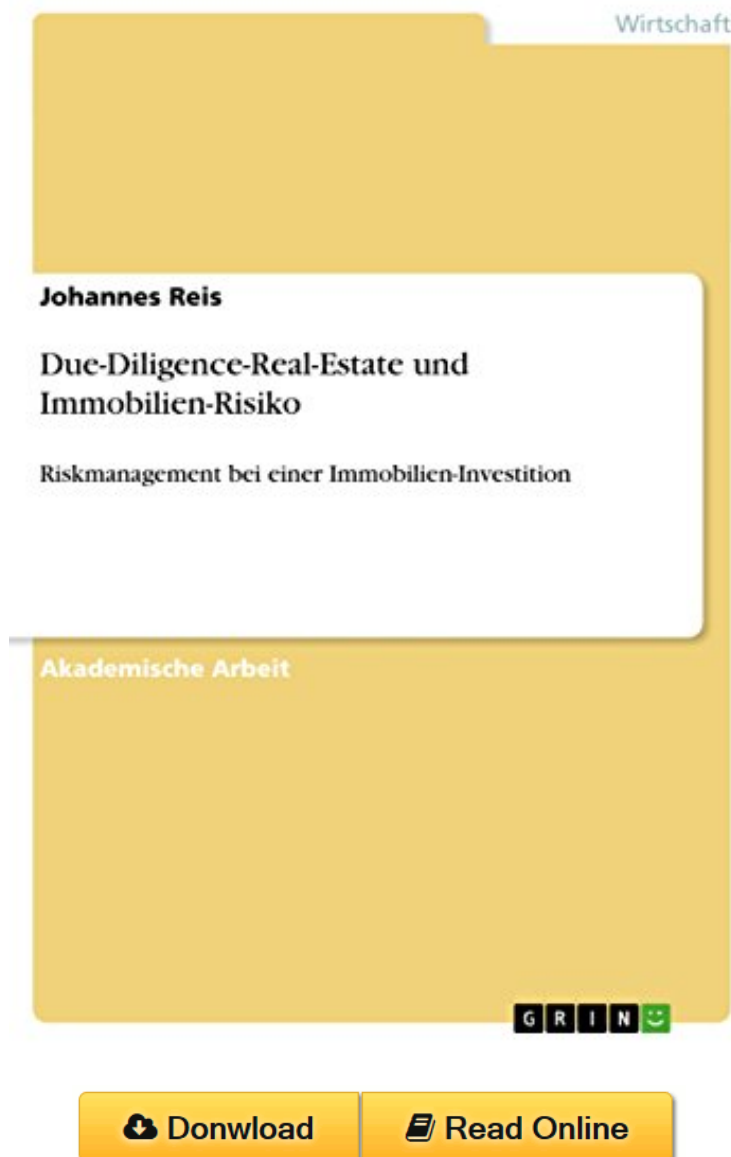 Wirtschaft
Johannes Reis
Due-Diligence-Real-Estate und
Immobilien-Risiko
Riskmanagement bei einer Immobilien-Investition
Akademische Arbeit
GRIN
Donwload
Read Online